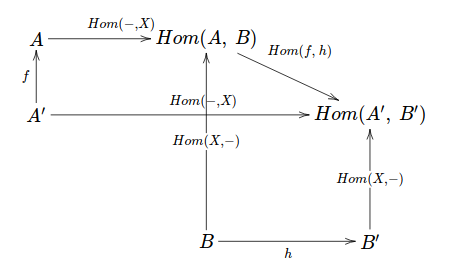 Hom(−,X)
A
Hom(A, B)
Hom(f, h)
f
Hom(−,X)
A′
Hom(A′, B′)
Hom(X,−)
Hom(X,−)
B
B′
h